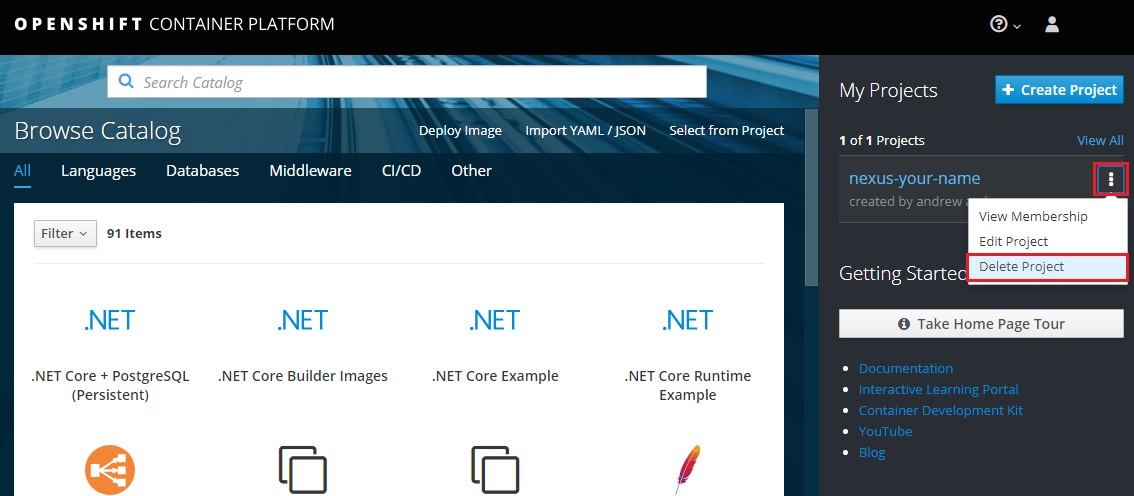 OPENSHIFT CONTAINER PLATFORM
Search Catalog
Browse Catalog
Deploy Image
Import YAML / JSON
Select from Project
All
Languages
Databases
Middleware
CI/CD
Other
Filter
91 Items
.NET
.NET
.NET
.NET
.NET Core + PostgreSQL
(Persistent)
.NET Core Builder Images
.NET Core Example
.NET Core Runtime
Example
My Projects
Create Project
1 of 1 Projects
View All
nexus-your-name
created by andrew
View Membership
Edit Project
Delete Project
Getting Started
Take Home Page Tour
Documentation
Interactive Learning Portal
Container Development Kit
YouTube
Blog